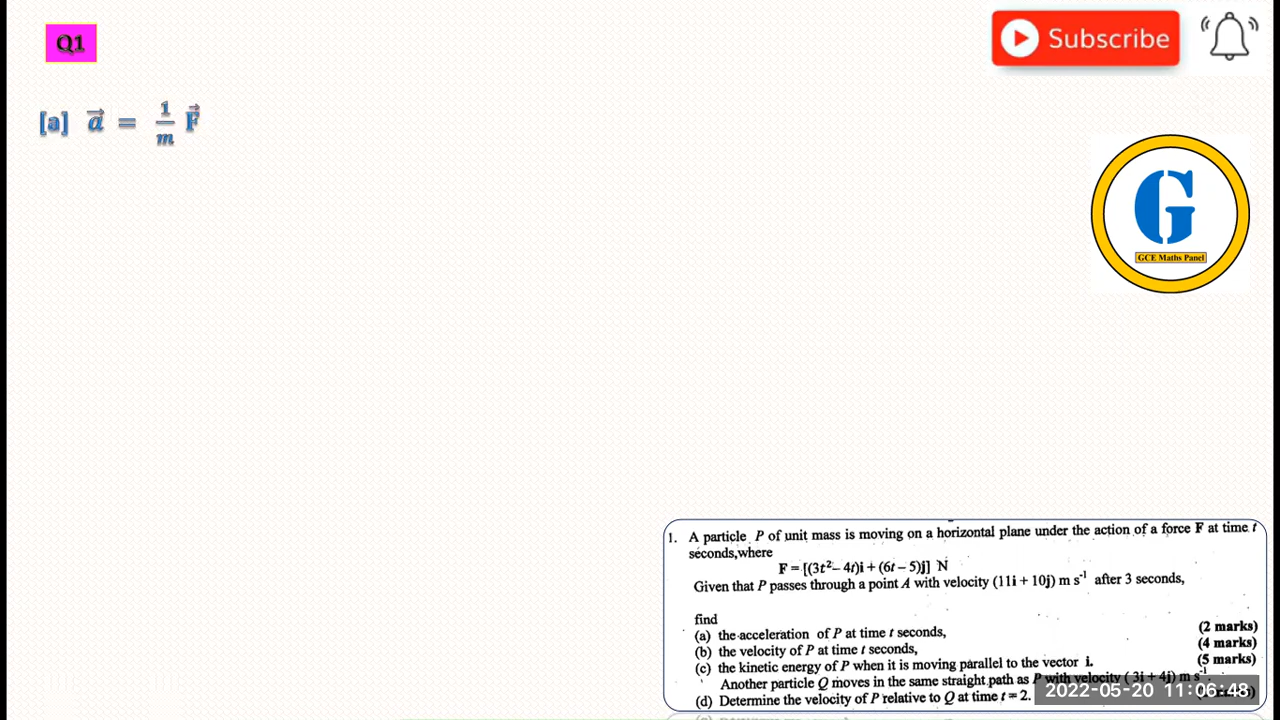 Q1
Subscribe
[a] a⃗ = 1/m F⃗
G
GCE Maths Panel
1. A particle P of unit mass is moving on a horizontal plane under the action of a force F at time t
seconds,where
F = [(3t² – 4t)i + (6t – 5)j] N
Given that P passes through a point A with velocity (11i + 10j) m s⁻¹ after 3 seconds,
find
(a) the acceleration of P at time t seconds, (2 marks)
(b) the velocity of P at time t seconds, (4 marks)
(c) the kinetic energy of P when it is moving parallel to the vector i. (5 marks)
Another particle Q moves in the same straight path as P with velocity ( 3i + 4j) m s⁻¹.
(d) Determine the velocity of P relative to Q at time t = 2.
2022-05-20 11:06:48